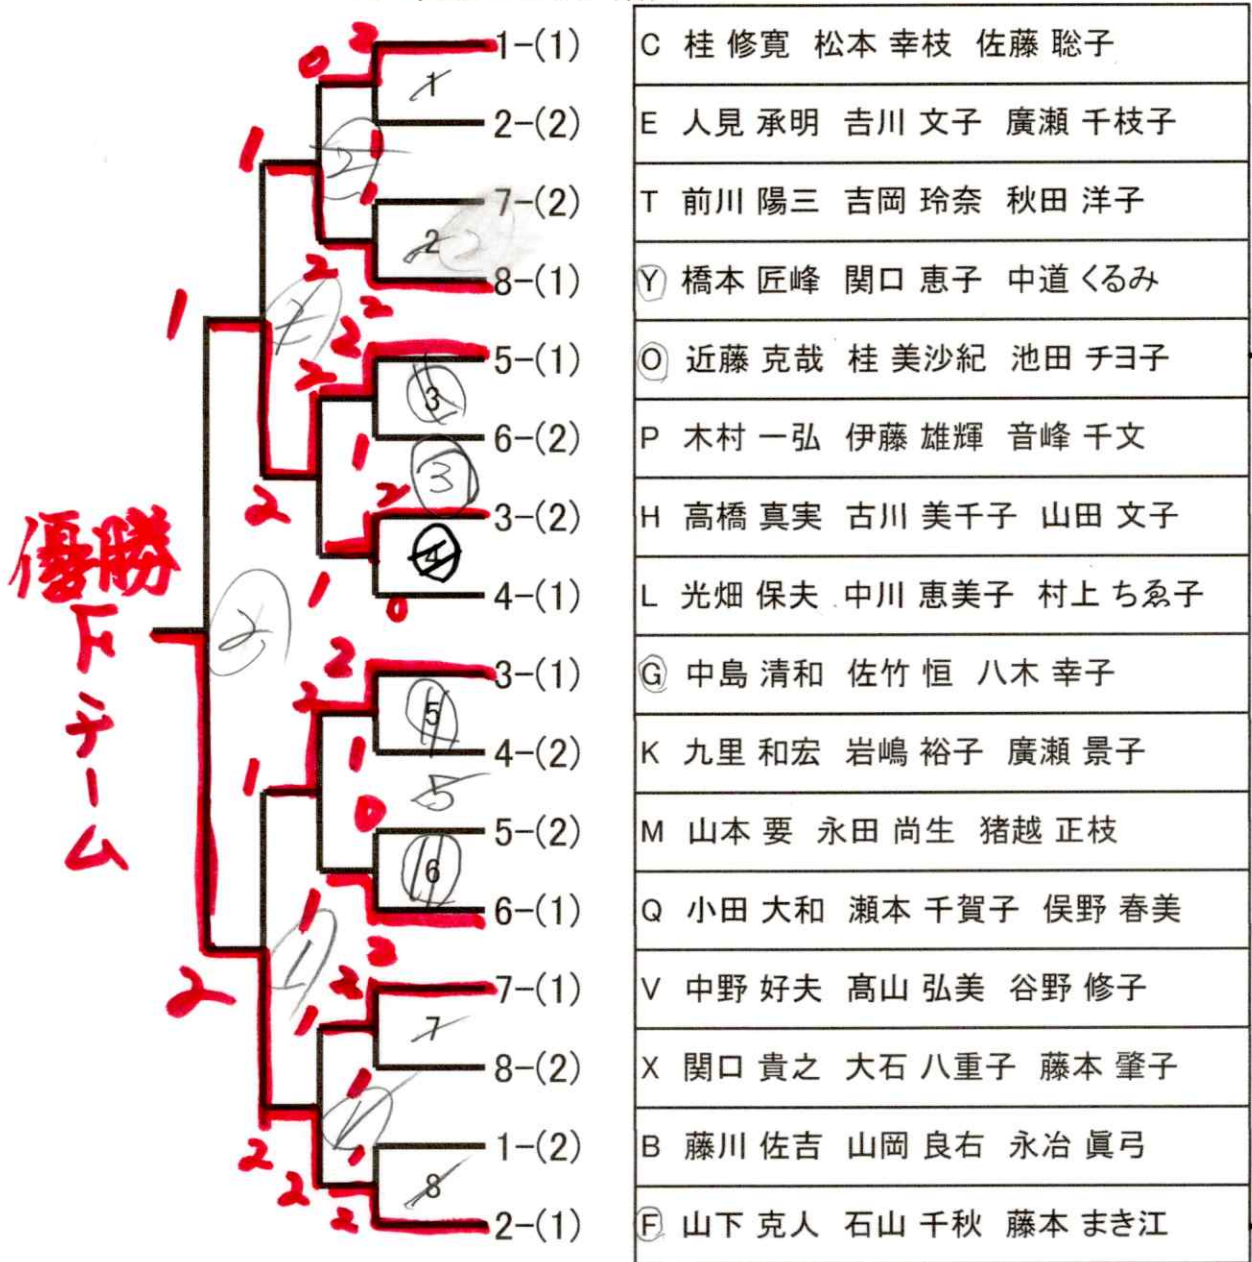 1-(1) C 桂 修寛 松本 幸枝 佐藤 聡子
2-(2) E 人見 承明 吉川 文子 廣瀬 千枝子
7-(2) T 前川 陽三 吉岡 玲奈 秋田 洋子
8-(1) Y 橋本 匠峰 関口 恵子 中道 くるみ
5-(1) O 近藤 克哉 桂 美沙紀 池田 チヨ子
6-(2) P 木村 一弘 伊藤 雄輝 音峰 千文
3-(2) H 高橋 真実 古川 美千子 山田 文子
4-(1) L 光畑 保夫 中川 恵美子 村上 ちゑ子
3-(1) G 中島 清和 佐竹 恒 八木 幸子
4-(2) K 九里 和宏 岩嶋 裕子 廣瀬 景子
5-(2) M 山本 要 永田 尚生 猪越 正枝
6-(1) Q 小田 大和 瀬本 千賀子 俣野 春美
7-(1) V 中野 好夫 髙山 弘美 谷野 修子
8-(2) X 関口 貴之 大石 八重子 藤本 肇子
1-(2) B 藤川 佐吉 山岡 良右 永冶 眞弓
2-(1) F 山下 克人 石山 千秋 藤本 まき江
優勝
Fチーム
1
2
3
4
5
6
7
8